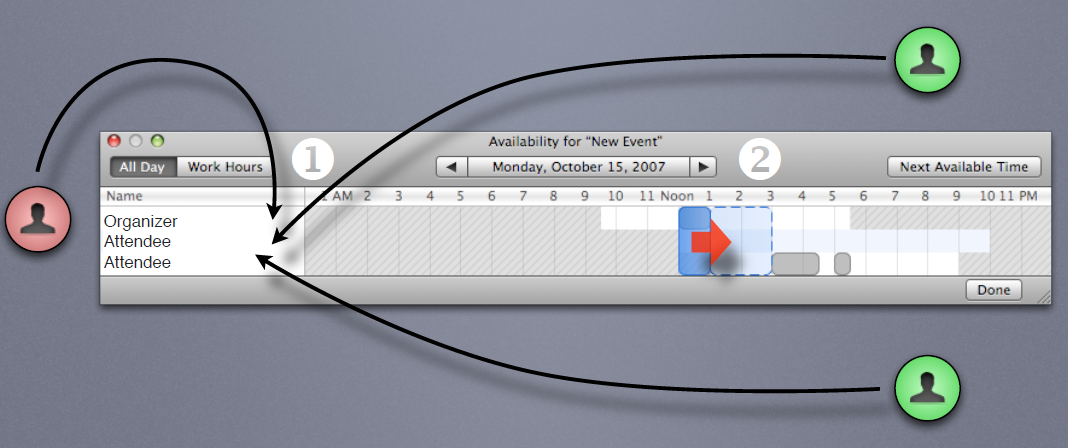 Availability for “New Event”
1
2
All Day Work Hours
Monday, October 15, 2007
Next Available Time
Name
1 AM 2 3 4 5 6 7 8 9 10 11 Noon 1 2 3 4 5 6 7 8 9 10 11 PM
Organizer
Attendee
Attendee
Done